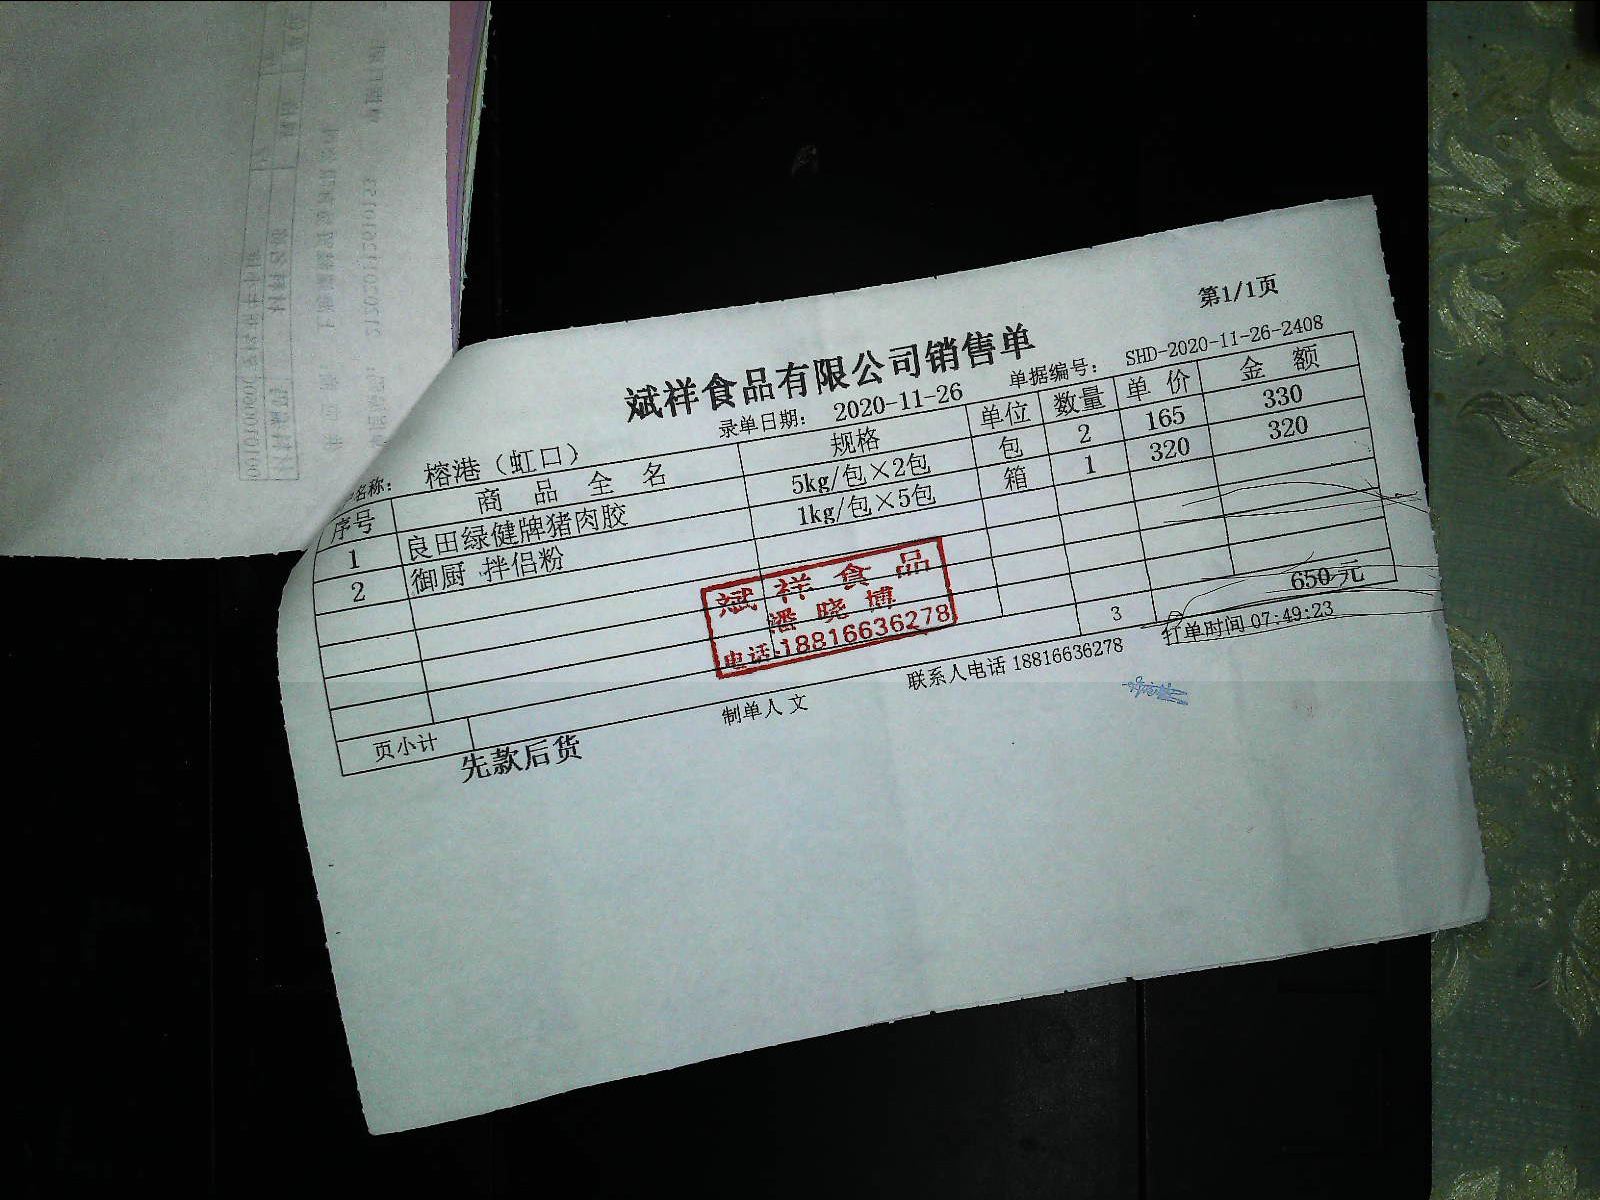 第1/1页
斌祥食品有限公司销售单
名称: 榕港（虹口） 录单日期: 2020-11-26 单据编号: SHD-2020-11-26-2408
序号 商品全名 规格 单位 数量 单价 金额
1 良田绿健牌猪肉胶 5kg/包×2包 包 2 165 330
2 御厨 拌侣粉 1kg/包×5包 箱 1 320 320
斌祥食品
潘晓博
电话:18816636278
页小计 3 650元
先款后货 制单人 文 联系人电话 18816636278 打单时间 07:49:23